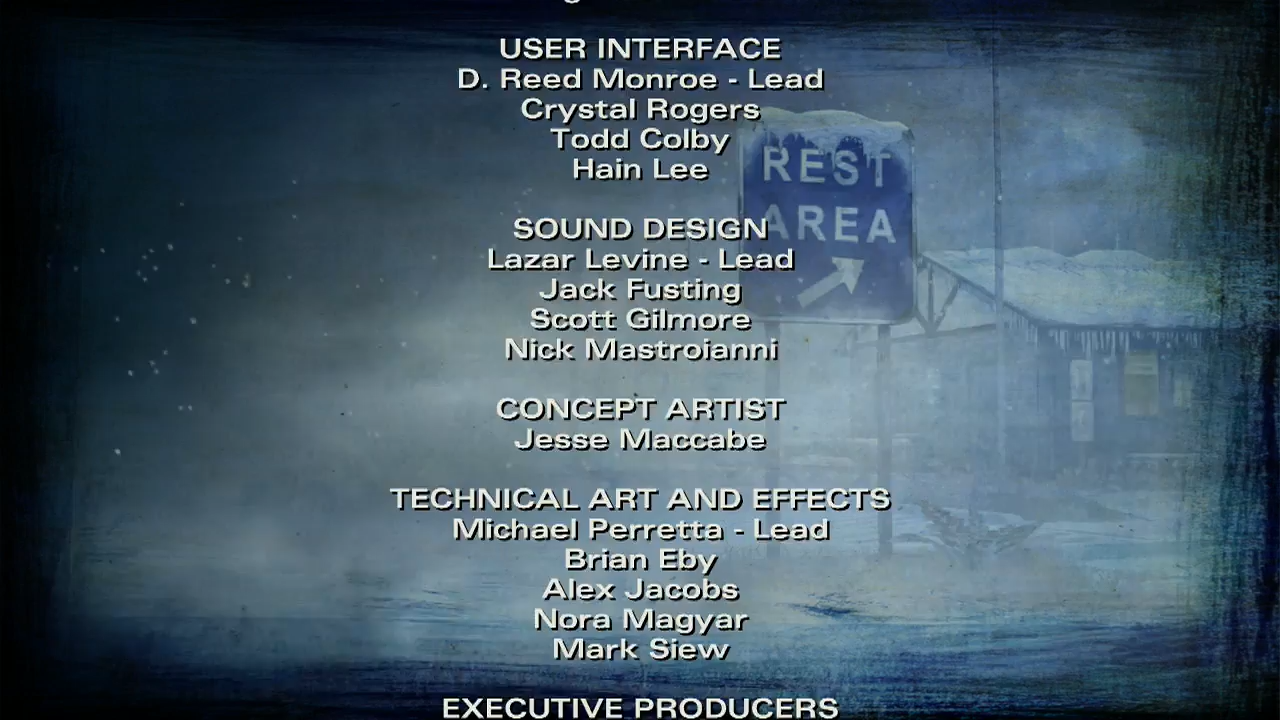 USER INTERFACE
D. Reed Monroe - Lead
Crystal Rogers
Todd Colby
Hain Lee
SOUND DESIGN
Lazar Levine - Lead
Jack Fusting
Scott Gilmore
Nick Mastroianni
CONCEPT ARTIST
Jesse Maccabe
TECHNICAL ART AND EFFECTS
Michael Perretta - Lead
Brian Eby
Alex Jacobs
Nora Magyar
Mark Siew
EXECUTIVE PRODUCERS
REST
AREA